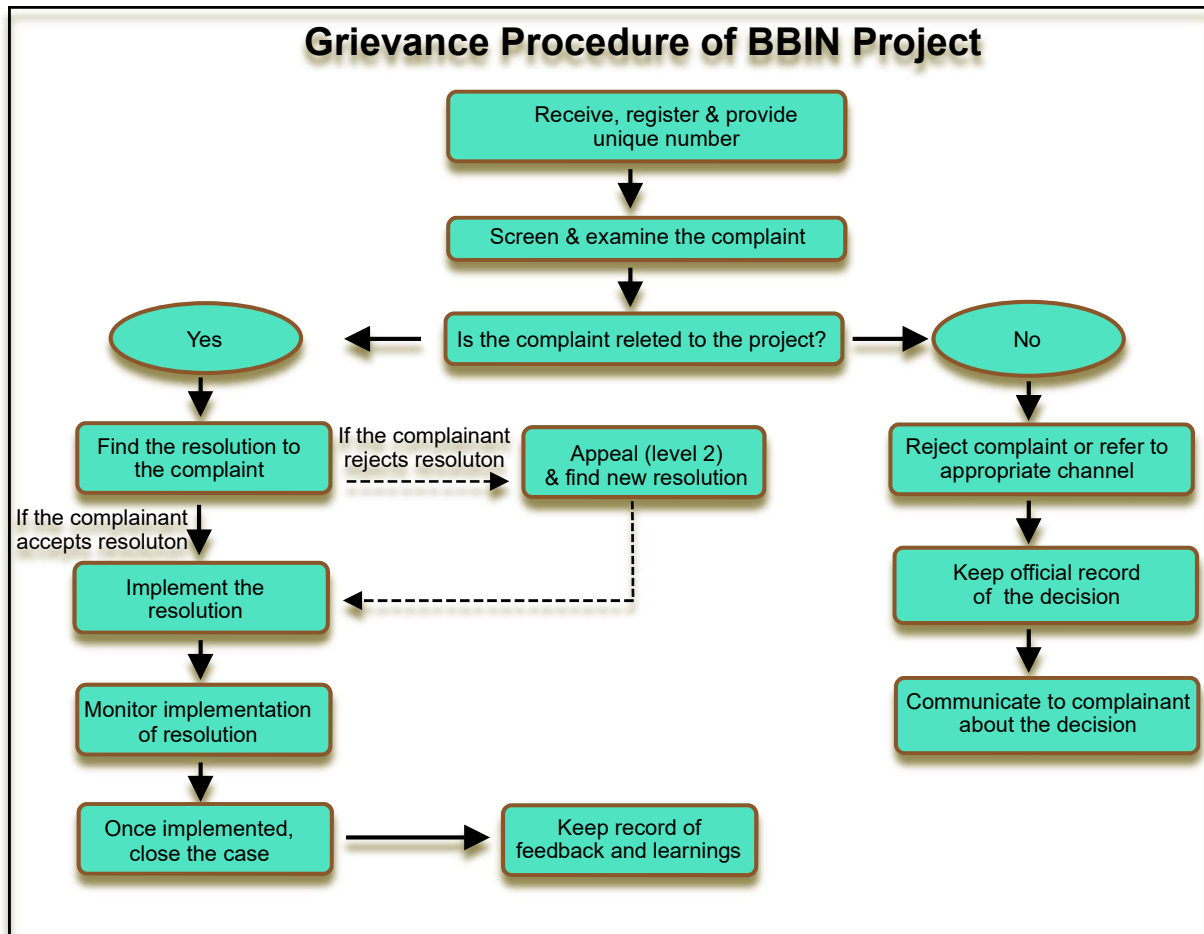 Grievance Procedure of BBIN Project
Receive, register & provide
unique number
Screen & examine the complaint
Is the complaint releted to the project?
Yes
No
Find the resolution to
the complaint
If the complainant
rejects resoluton
Appeal (level 2)
& find new resolution
Reject complaint or refer to
appropriate channel
If the complainant
accepts resoluton
Implement the
resolution
Keep official record
of the decision
Monitor implementation
of resolution
Communicate to complainant
about the decision
Once implemented,
close the case
Keep record of
feedback and learnings